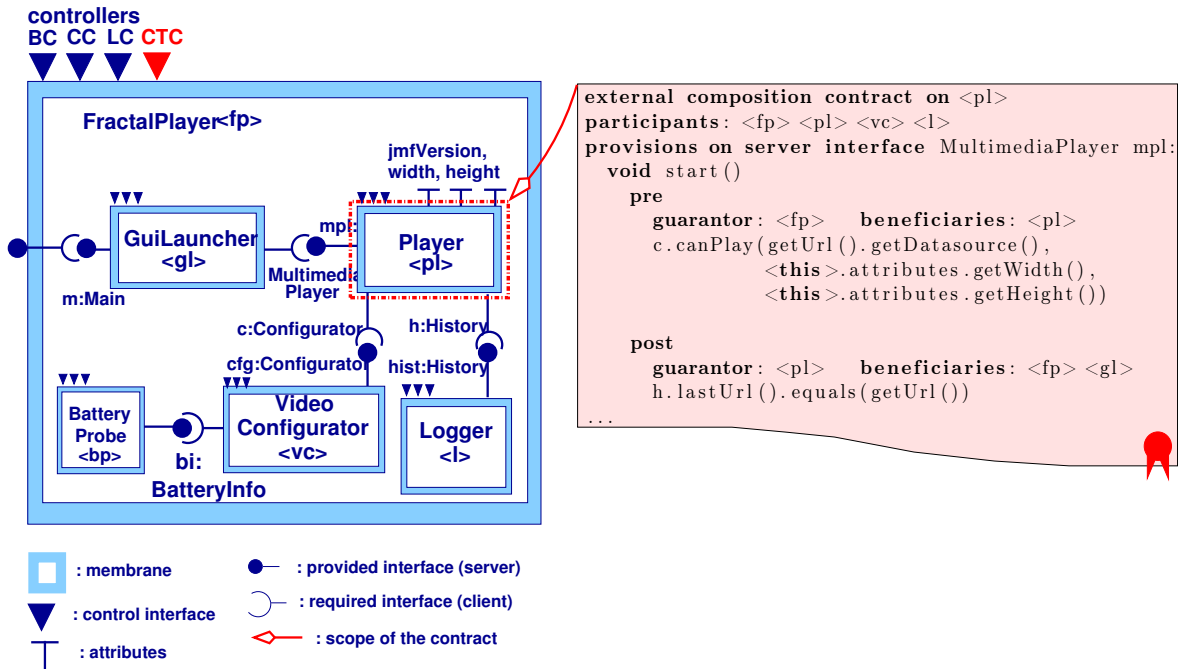 controllers
BC CC LC CTC
FractalPlayer<fp>
jmfVersion,
width, height
mpl:
GuiLauncher
<gl>
Player
<pl>
m:Main
Multimedia
Player
c:Configurator
h:History
cfg:Configurator
hist:History
Battery
Probe
<bp>
bi:
BatteryInfo
Video
Configurator
<vc>
Logger
<l>
external composition contract on <pl>
participants: <fp> <pl> <vc> <l>
provisions on server interface MultimediaPlayer mpl:
void start()
pre
guarantor: <fp> beneficiaries: <pl>
c.canPlay(getUrl().getDatasource(),
<this>.attributes.getWidth(),
<this>.attributes.getHeight())
post
guarantor: <pl> beneficiaries: <fp> <gl>
h.lastUrl().equals(getUrl())
...
: membrane
: control interface
: attributes
: provided interface (server)
: required interface (client)
: scope of the contract